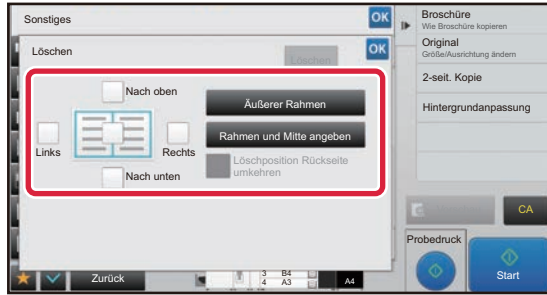 Sonstiges
OK
Löschen
Löschen
OK
Nach oben
Äußerer Rahmen
Rahmen und Mitte angeben
Links
Rechts
Löschposition Rückseite
umkehren
Nach unten
Zurück
3 B4
4 A3
A4
Broschüre
Wie Broschüre kopieren
Original
Größe/Ausrichtung ändern
2-seit. Kopie
Hintergrundanpassung
CA
Probedruck
Start